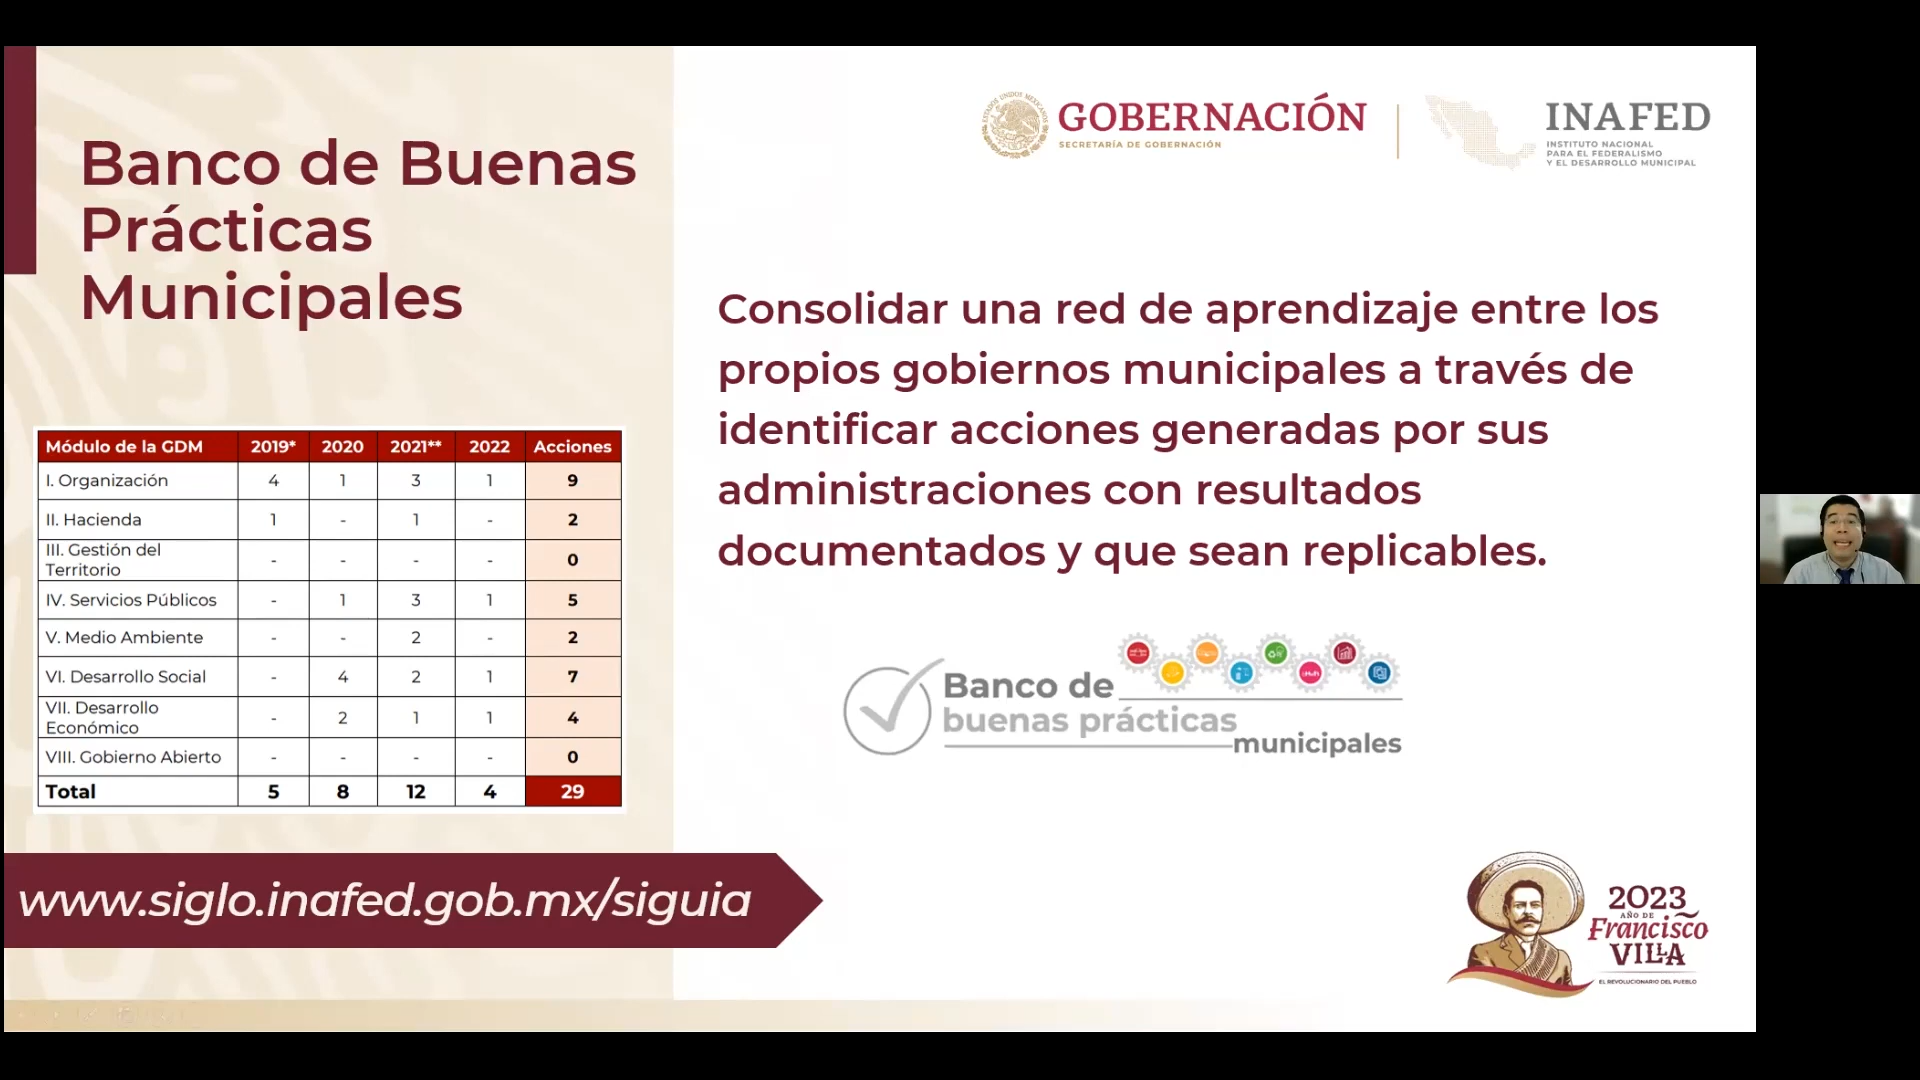 Banco de Buenas
Prácticas
Municipales
GOBERNACIÓN
SECRETARÍA DE GOBERNACIÓN
INAFED
INSTITUTO NACIONAL
PARA EL FEDERALISMO
Y EL DESARROLLO MUNICIPAL
Consolidar una red de aprendizaje entre los
propios gobiernos municipales a través de
identificar acciones generadas por sus
administraciones con resultados
documentados y que sean replicables.
Módulo de la GDM 2019* 2020 2021** 2022 Acciones
I. Organización 4 1 3 1 9
II. Hacienda 1 - 1 - 2
III. Gestión del
Territorio - - - - 0
IV. Servicios Públicos - 1 3 1 5
V. Medio Ambiente - - 2 - 2
VI. Desarrollo Social - 4 2 1 7
VII. Desarrollo
Económico - 2 1 1 4
VIII. Gobierno Abierto - - - - 0
Total 5 8 12 4 29
Banco de
buenas prácticas
municipales
www.siglo.inafed.gob.mx/siguia
2023
AÑO DE
Francisco
VILLA
EL REVOLUCIONARIO DEL PUEBLO